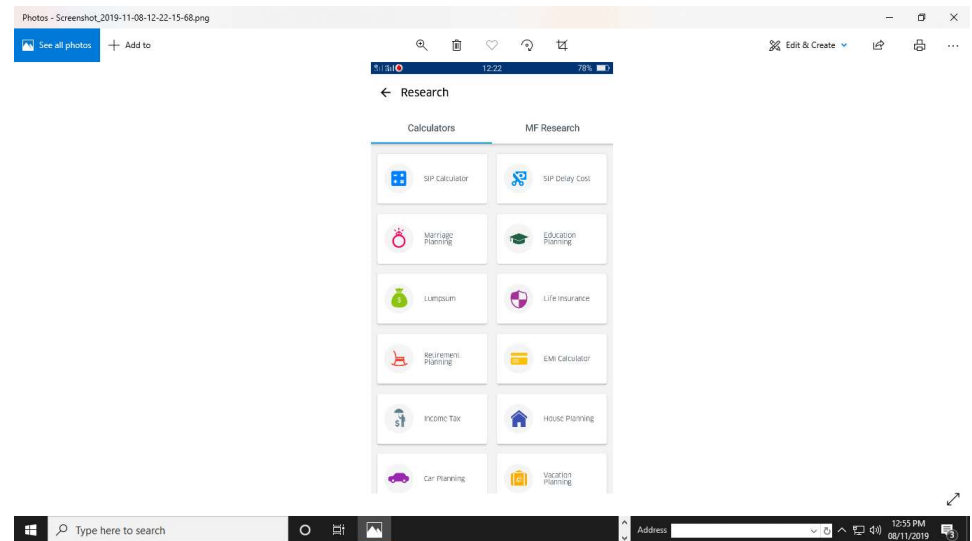 Photos - Screenshot_2019-11-08-12-22-15-68.png
See all photos
Add to
Edit & Create
12:22
78%
Research
Calculators
MF Research
SIP Calculator
SIP Delay Cost
Marriage
Planning
Education
Planning
Lumpsum
Life Insurance
Retirement
Planning
EMI Calculator
Income Tax
House Planning
Car Planning
Vacation
Planning
Type here to search
Address
12:55 PM
08/11/2019
3